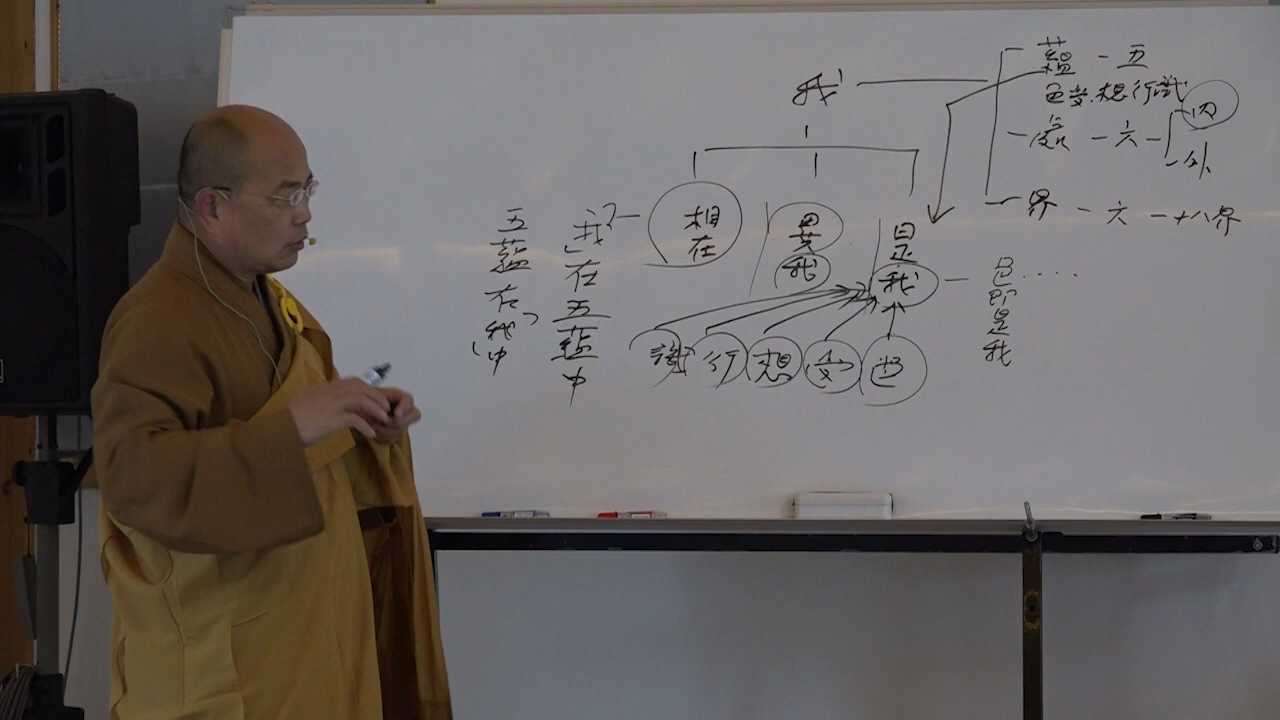 我
蘊 - 五
色受想行識
處 - 六 - 內
外
界 - 六 - 十八界
是我
異我
相在
色····即是我
色
受
想
行
識
「我」在五蘊中
五蘊在「我」中